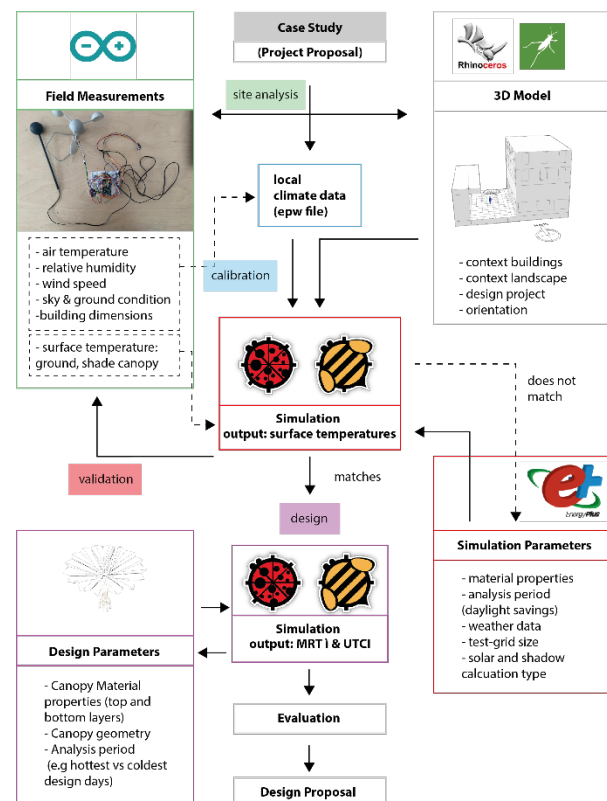 Case Study
(Project Proposal)
Rhinoceros
Field Measurements
site analysis
3D Model
local
climate data
(epw file)
- air temperature
- relative humidity
- wind speed
- sky & ground condition
-building dimensions
calibration
- context buildings
- context landscape
- design project
- orientation
- surface temperature:
ground, shade canopy
does not
match
Simulation
output: surface temperatures
validation
matches
e+
EnergyPlus
design
Simulation Parameters
- material properties
- analysis period
(daylight savings)
- weather data
- test-grid size
- solar and shadow
calcuation type
Simulation
output: MRT ì & UTCI
Design Parameters
- Canopy Material
properties (top and
bottom layers)
- Canopy geometry
- Analysis period
(e.g hottest vs coldest
design days)
Evaluation
Design Proposal